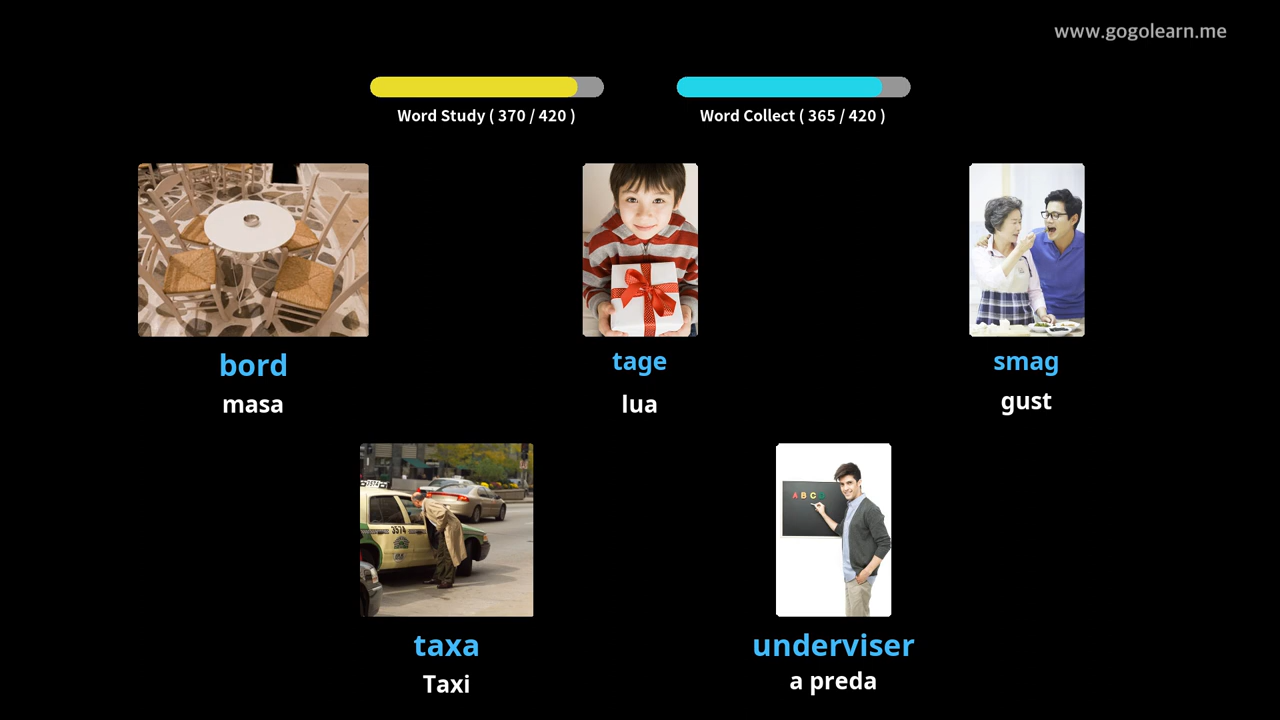 www.gogolearn.me
Word Study ( 370 / 420 )
Word Collect ( 365 / 420 )
bord
masa
tage
lua
smag
gust
3574
A B C
taxa
Taxi
underviser
a preda